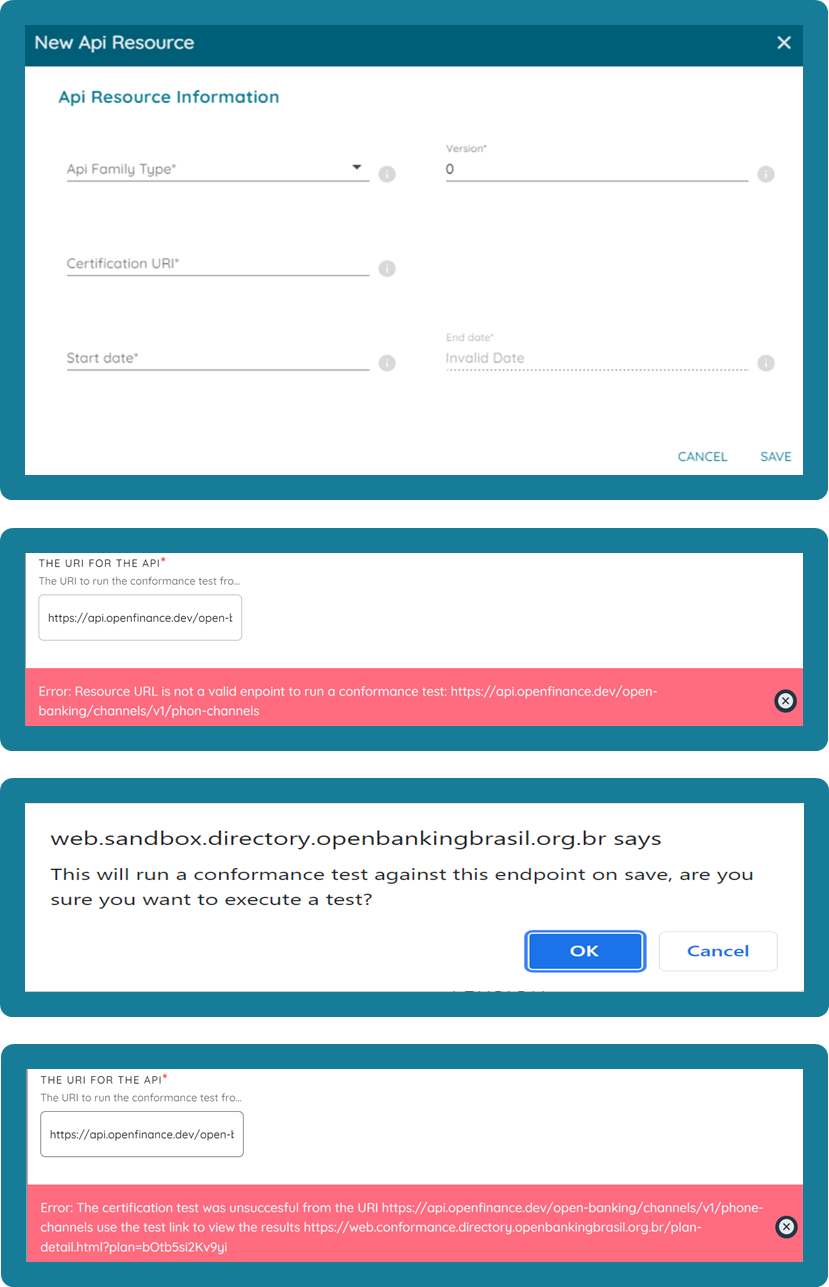 New Api Resource
Api Resource Information
Api Family Type*
Version*
0
Certification URI*
Start date*
End date*
Invalid Date
CANCEL
SAVE
THE URI FOR THE API*
The URI to run the conformance test fro...
https://api.openfinance.dev/open-b
Error: Resource URL is not a valid enpoint to run a conformance test: https://api.openfinance.dev/open-
banking/channels/v1/phon-channels
web.sandbox.directory.openbankingbrasil.org.br says
This will run a conformance test against this endpoint on save, are you
sure you want to execute a test?
OK
Cancel
THE URI FOR THE API*
The URI to run the conformance test fro...
https://api.openfinance.dev/open-b
Error: The certification test was unsuccesful from the URI https://api.openfinance.dev/open-banking/channels/v1/phone-
channels use the test link to view the results https://web.conformance.directory.openbankingbrasil.org.br/plan-
detail.html?plan=bOtb5si2Kv9yi